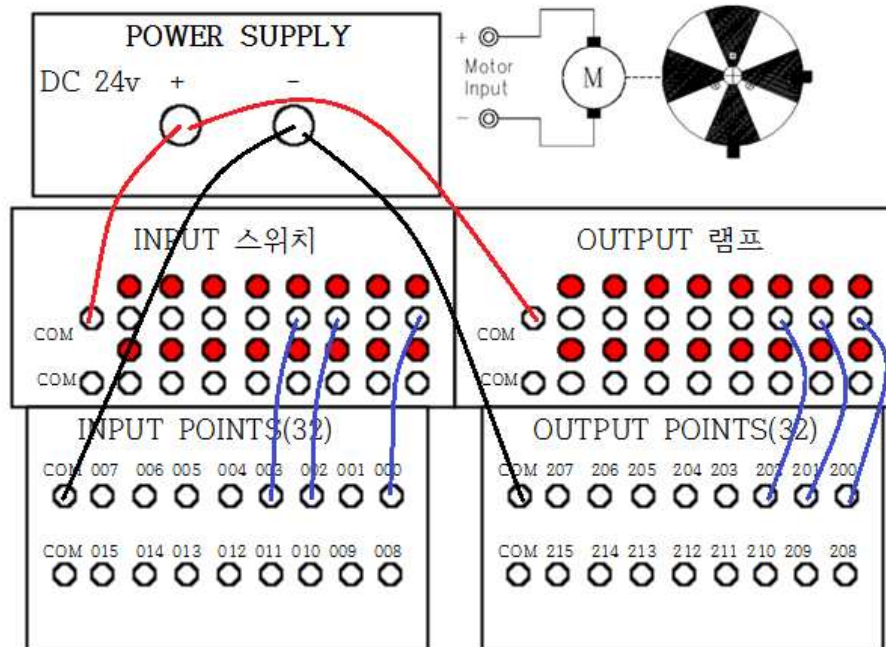 POWER SUPPLY
DC 24v + -
+
Motor
Input
-
M
INPUT 스위치
COM
COM
OUTPUT 램프
COM
COM
INPUT POINTS(32)
COM 007 006 005 004 003 002 001 000
COM 015 014 013 012 011 010 009 008
OUTPUT POINTS(32)
COM 207 206 205 204 203 202 201 200
COM 215 214 213 212 211 210 209 208